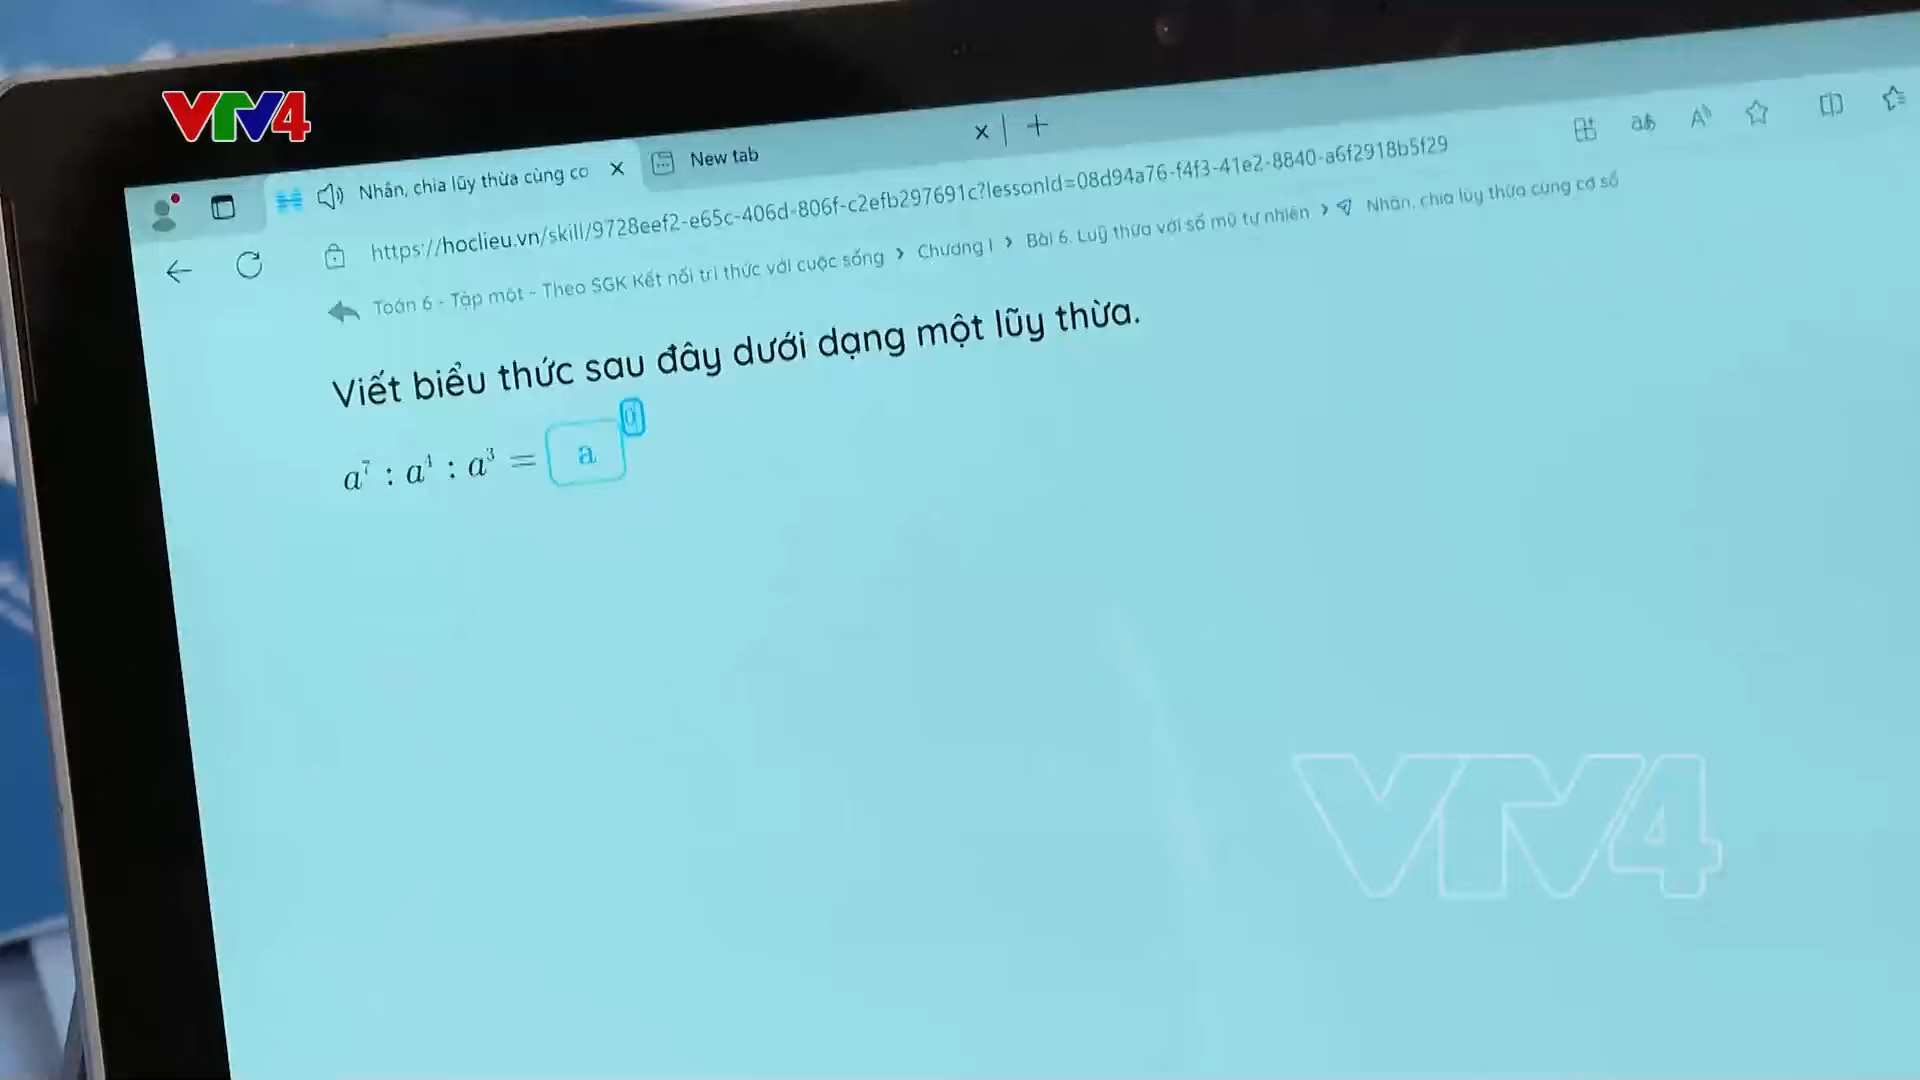 VTV4
Nhân, chia lũy thừa cùng cơ
New tab
https://hoclieu.vn/skill/9728eef2-e65c-406d-806f-c2efb297691c?lessonId=08d94a76-f4f3-41e2-8840-a6f2918b5f29
Toán 6 - Tập một - Theo SGK Kết nối tri thức với cuộc sống > Chương I > Bài 6. Luỹ thừa với số mũ tự nhiên > Nhân, chia lũy thừa cùng cơ số
Viết biểu thức sau đây dưới dạng một lũy thừa.
a⁷ : a⁴ : a³ = a⁰
VTV4